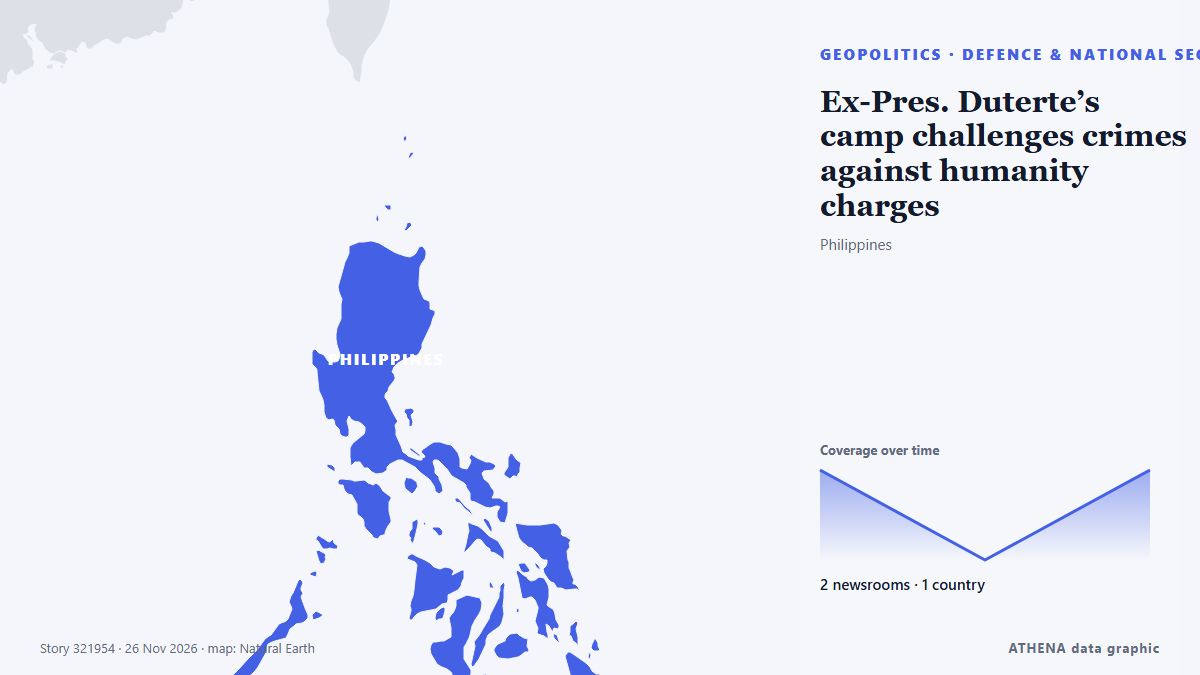 GEOPOLITICS · DEFENCE & NATIONAL SEC
Ex-Pres. Duterte’s
camp challenges crimes
against humanity
charges
Philippines
PHILIPPINES
Coverage over time
2 newsrooms · 1 country
Story 321954 · 26 Nov 2026 · map: Natural Earth
ATHENA data graphic